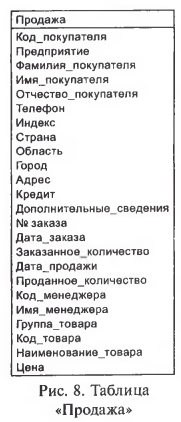 Продажа
Код_покупателя
Предприятие
Фамилия_покупателя
Имя_покупателя
Отчество_покупателя
Телефон
Индекс
Страна
Область
Город
Адрес
Кредит
Дополнительные_сведения
№ заказа
Дата_заказа
Заказанное_количество
Дата_продажи
Проданное_количество
Код_менеджера
Имя_менеджера
Группа_товара
Код_товара
Наименование_товара
Цена
Рис. 8. Таблица
«Продажа»